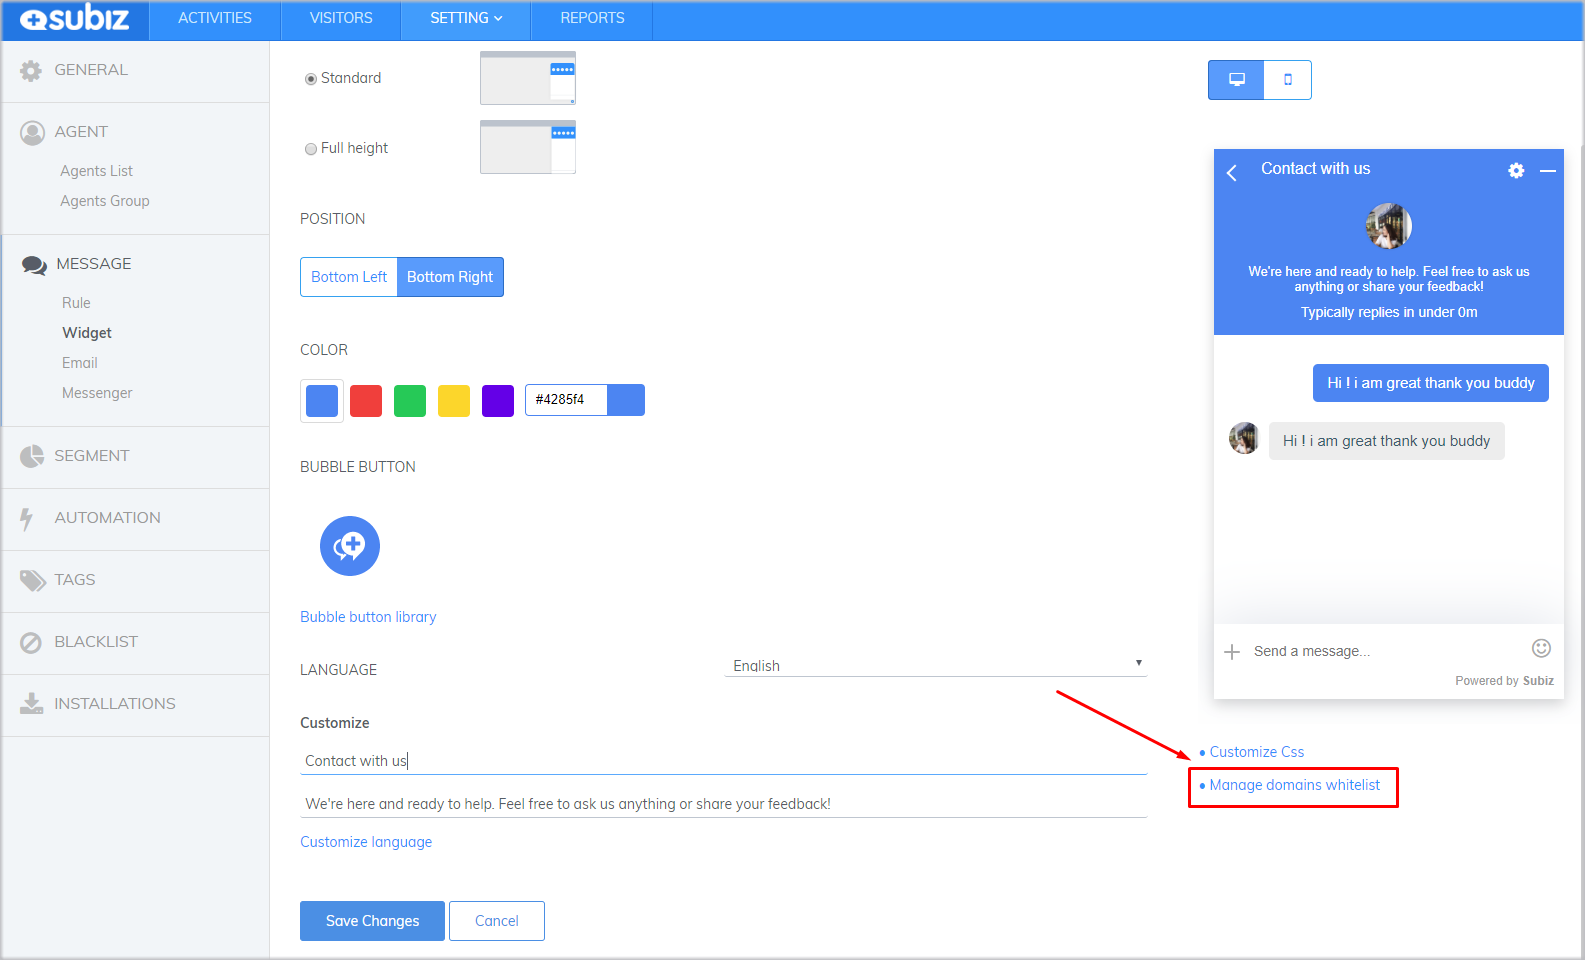 subiz
ACTIVITIES
VISITORS
SETTING
REPORTS
GENERAL
AGENT
Agents List
Agents Group
MESSAGE
Rule
Widget
Email
Messenger
SEGMENT
AUTOMATION
TAGS
BLACKLIST
INSTALLATIONS
Standard
Full height
POSITION
Bottom Left
Bottom Right
COLOR
#4285f4
BUBBLE BUTTON
Bubble button library
LANGUAGE
English
Customize
Contact with us
We're here and ready to help. Feel free to ask us anything or share your feedback!
Customize language
Save Changes
Cancel
Contact with us
We're here and ready to help. Feel free to ask us
anything or share your feedback!
Typically replies in under 0m
Hi ! i am great thank you buddy
Hi ! i am great thank you buddy
Send a message...
Powered by Subiz
• Customize Css
• Manage domains whitelist